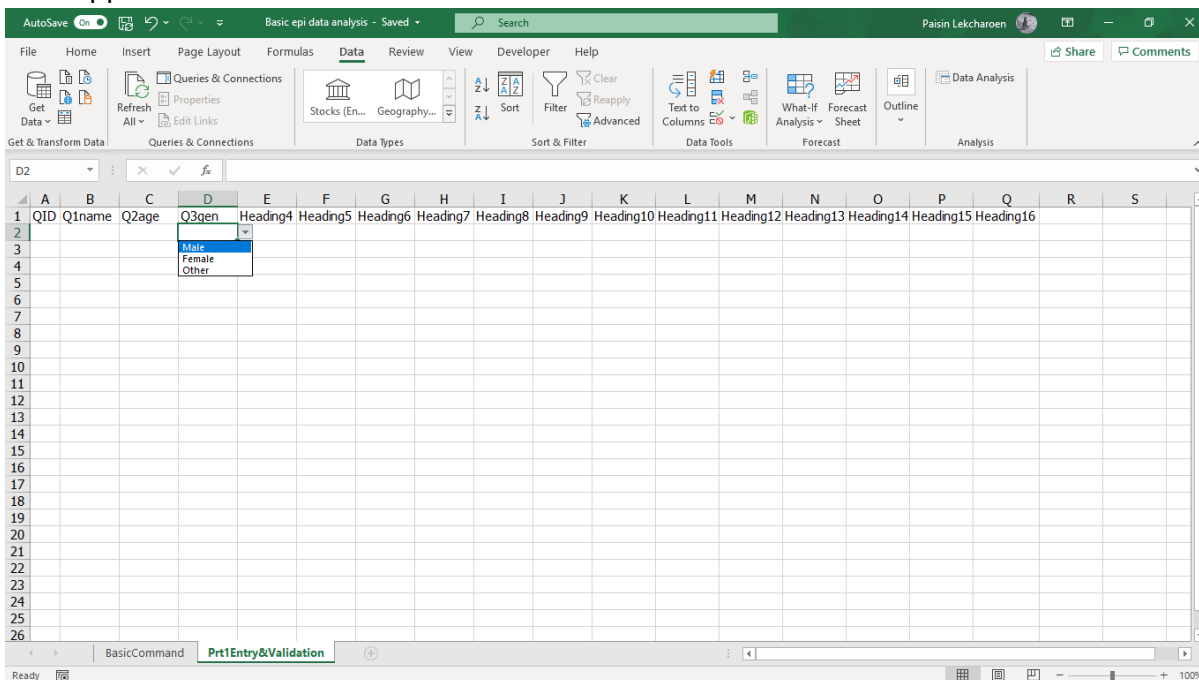 AutoSave On Basic epi data analysis - Saved Search Paisin Lekcharoen
File Home Insert Page Layout Formulas Data Review View Developer Help Share Comments
Queries & Connections Clear Data Analysis
Properties Reapply
Get Data Refresh All Edit Links Stocks (En... Geography... Sort Filter Advanced Text to Columns What-If Analysis Forecast Sheet Outline
Get & Transform Data Queries & Connections Data Types Sort & Filter Data Tools Forecast Analysis
D2 fx
A B C D E F G H I J K L M N O P Q R S
1 QID Q1name Q2age Q3gen Heading4 Heading5 Heading6 Heading7 Heading8 Heading9 Heading10 Heading11 Heading12 Heading13 Heading14 Heading15 Heading16
2
3 Male
Female
4 Other
5
6
7
8
9
10
11
12
13
14
15
16
17
18
19
20
21
22
23
24
25
26
BasicCommand Prt1Entry&Validation
Ready 100%